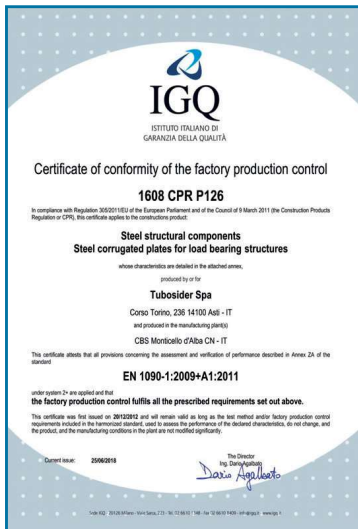 IGQ
ISTITUTO ITALIANO DI
GARANZIA DELLA QUALITÀ
Certificate of conformity of the factory production control
1608 CPR P126
In compliance with Regulation 305/2011/EU of the European Parliament and of the Council of 9 March 2011 (the Construction Products
Regulation or CPR), this certificate applies to the constructions product:
Steel structural components
Steel corrugated plates for load bearing structures
whose characteristics are detailed in the attached annex,
produced by or for
Tubosider Spa
Corso Torino, 236 14100 Asti - IT
and produced in the manufacturing plant(s)
CBS Monticello d'Alba CN - IT
This certificate attests that all provisions concerning the assessment and verification of performance described in Annex ZA of the
standard
EN 1090-1:2009+A1:2011
under system 2+ are applied and that
the factory production control fulfils all the prescribed requirements set out above.
This certificate was first issued on 20/12/2012 and will remain valid as long as the test method and/or factory production control
requirements included in the harmonized standard, used to assess the performance of the declared characteristics, do not change, and
the product, and the manufacturing conditions in the plant are not modified significantly.
Current issue: 25/06/2018
The Director
Ing. Dario Agalbato
Dario Agalbato